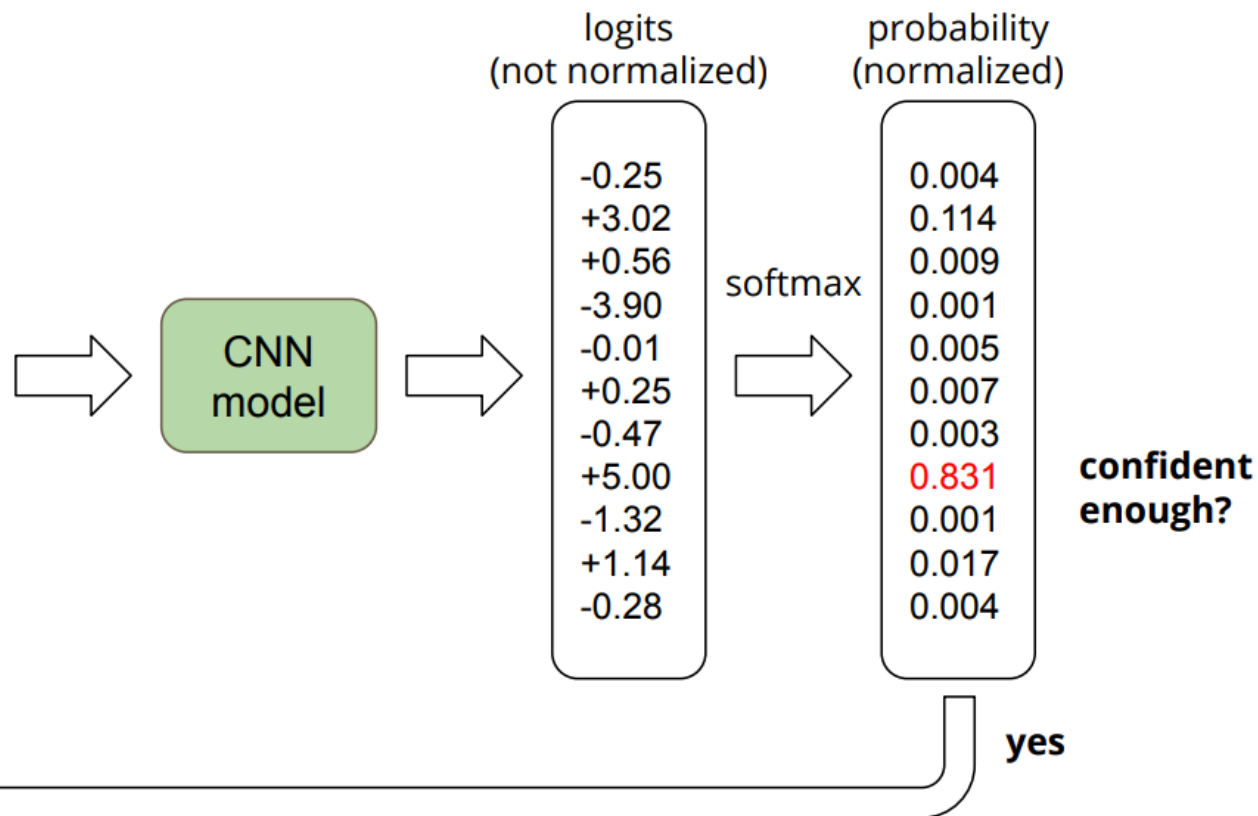 logits
(not normalized)
probability
(normalized)
CNN
model
-0.25
+3.02
+0.56
-3.90
-0.01
+0.25
-0.47
+5.00
-1.32
+1.14
-0.28
softmax
0.004
0.114
0.009
0.001
0.005
0.007
0.003
0.831
0.001
0.017
0.004
confident
enough?
yes